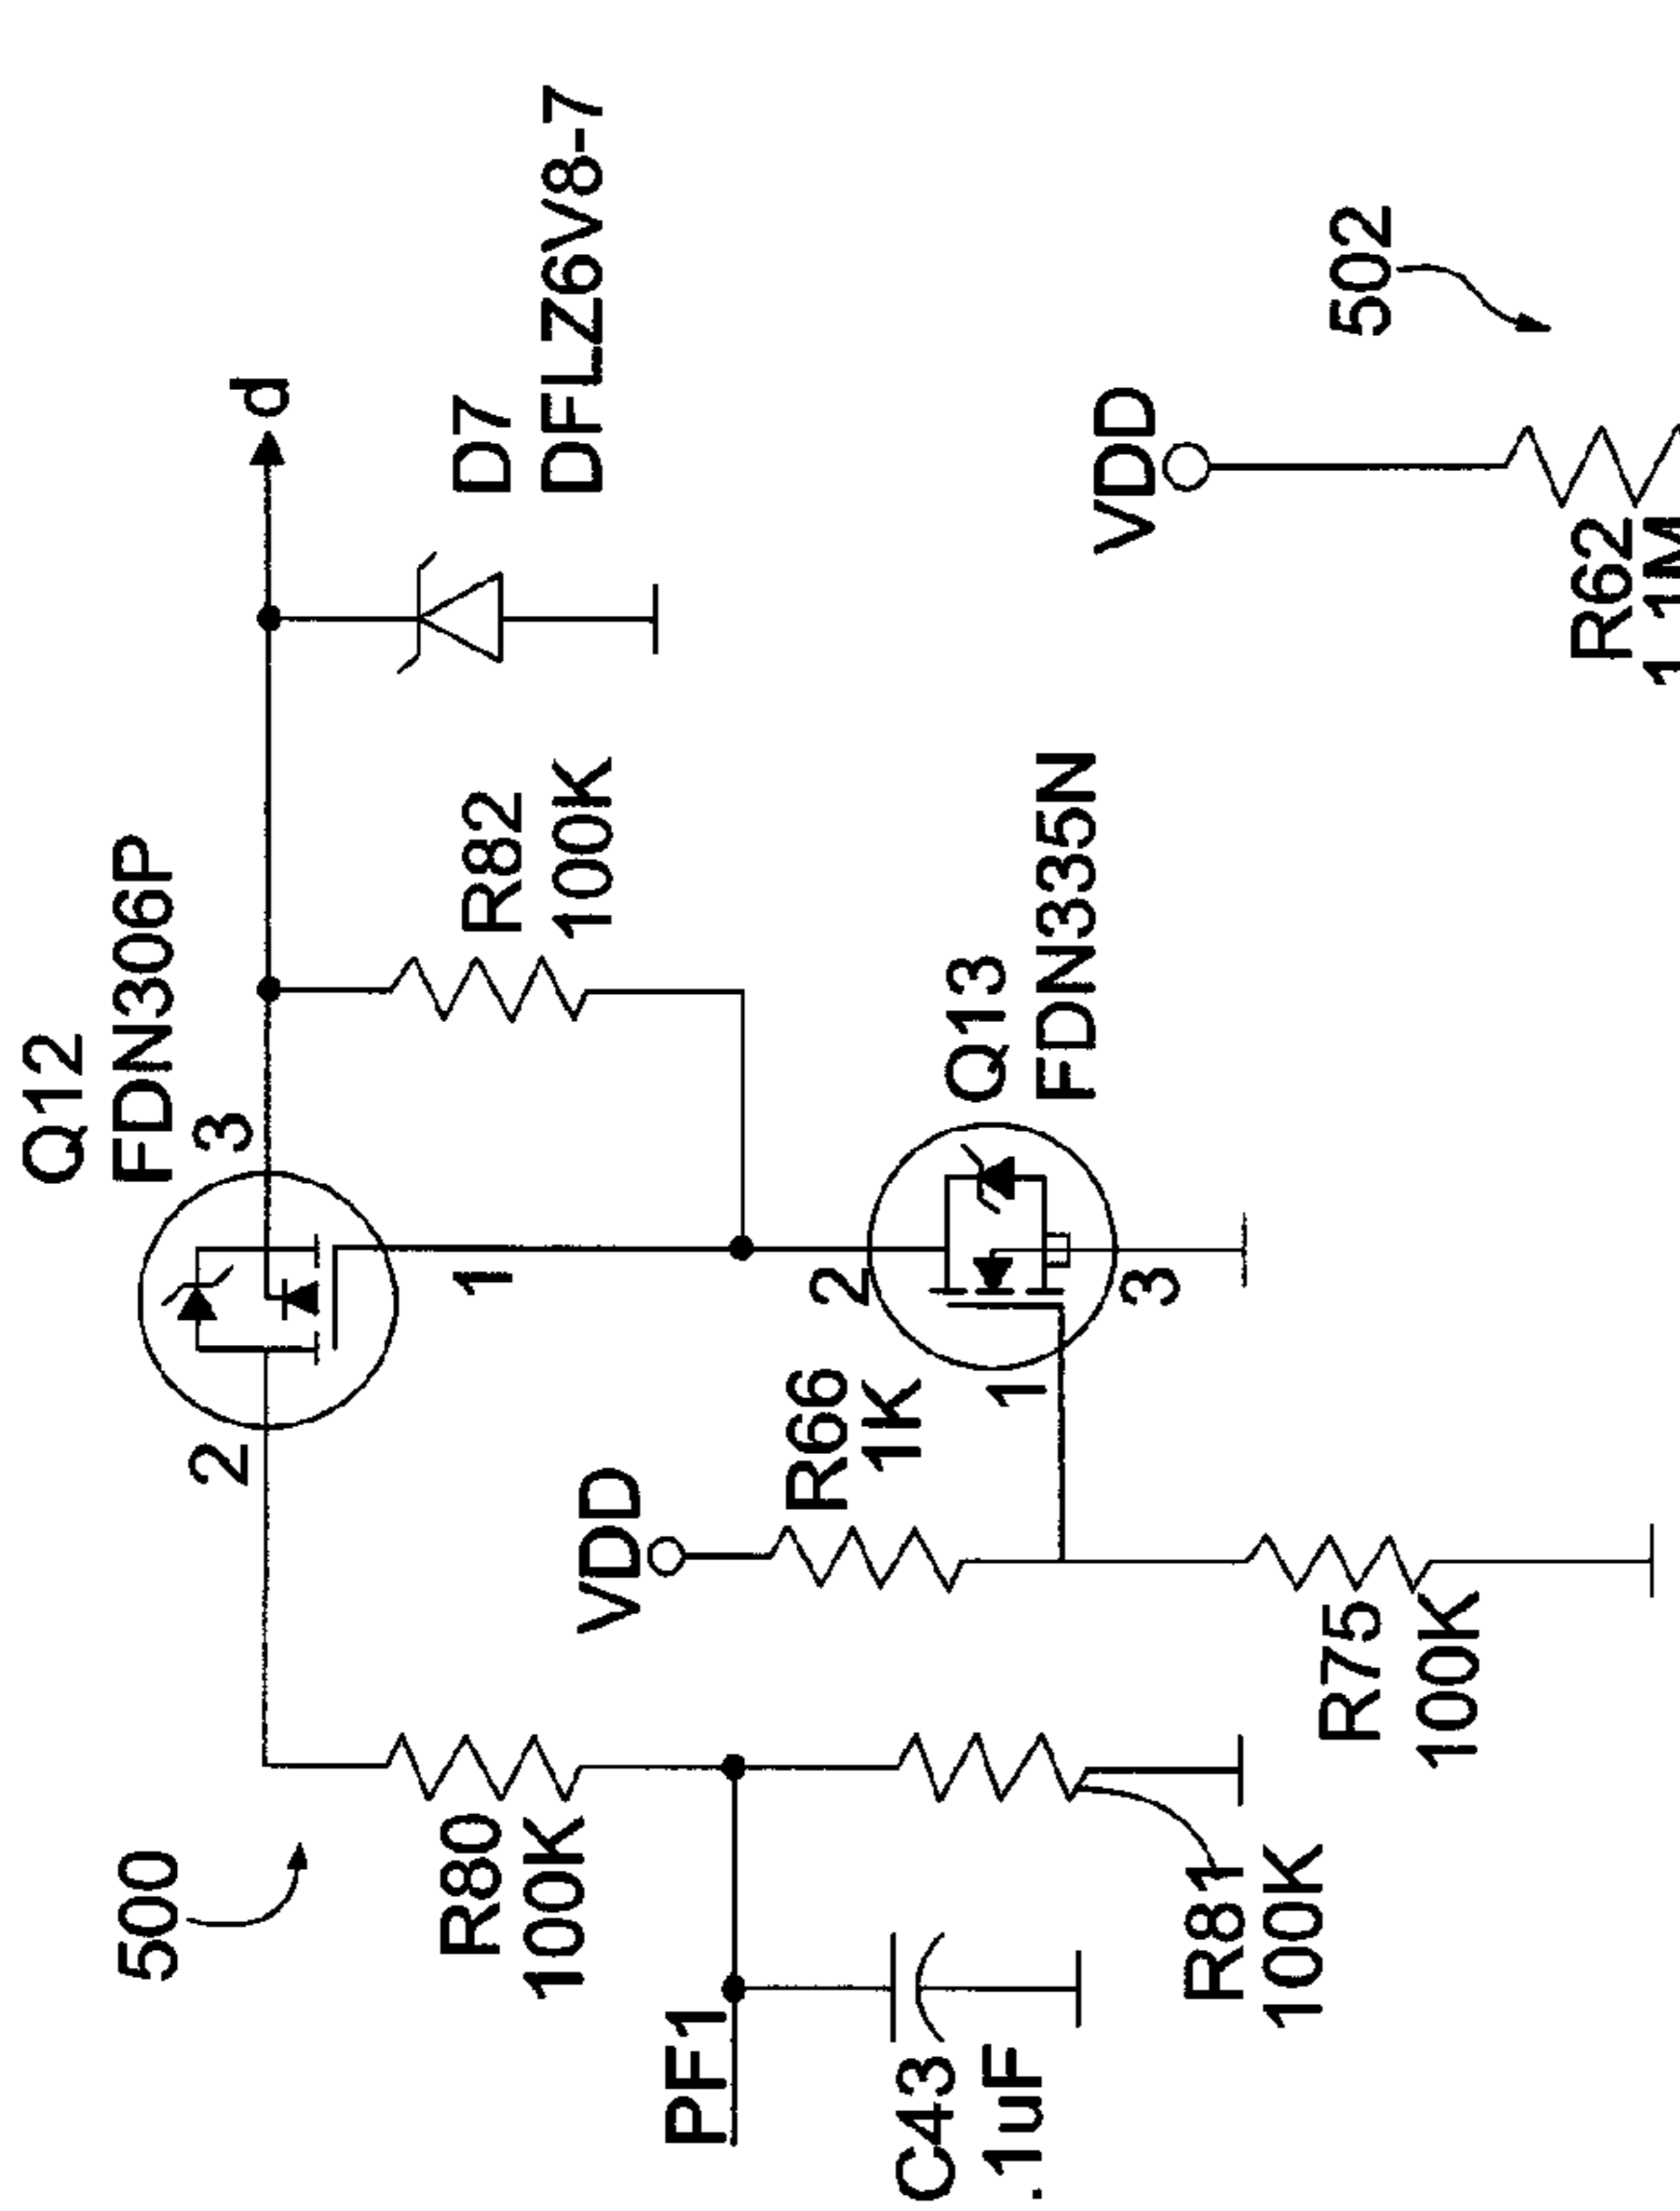 500
Q12
FDN306P
2
3
1
d
D7
DFLZ6V8-7
R82
100K
R80
100K
VDD
R66
1K
PF1
C43
.1uF
R81
100K
Q13
FDN335N
2
1
3
R75
100K
VDD
502
R62